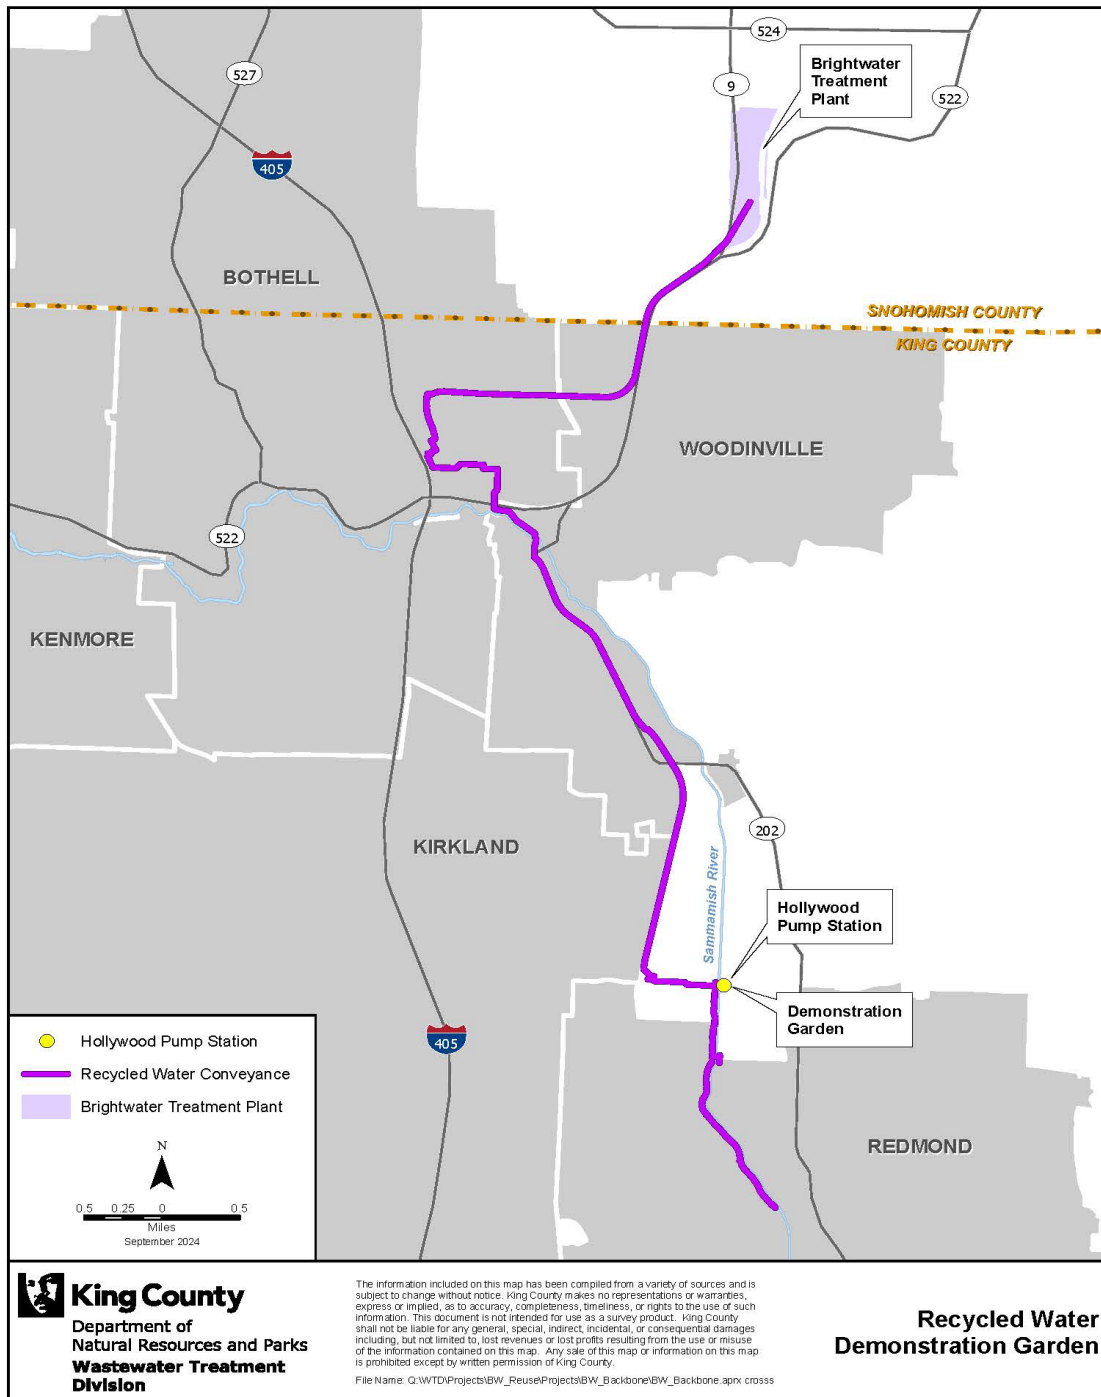 524
Brightwater
Treatment
Plant
527
9
522
405
BOTHELL
SNOHOMISH COUNTY
KING COUNTY
WOODINVILLE
522
KENMORE
202
KIRKLAND
Sammamish River
Hollywood
Pump Station
Demonstration
Garden
405
REDMOND
Hollywood Pump Station
Recycled Water Conveyance
Brightwater Treatment Plant
N
0.5 0.25 0 0.5
Miles
September 2024
King County
Department of
Natural Resources and Parks
Wastewater Treatment
Division
The information included on this map has been compiled from a variety of sources and is
subject to change without notice. King County makes no representations or warranties,
express or implied, as to accuracy, completeness, timeliness, or rights to the use of such
information. This document is not intended for use as a survey product. King County
shall not be liable for any general, special, indirect, incidental, or consequential damages
including, but not limited to, lost revenues or lost profits resulting from the use or misuse
of the information contained on this map. Any sale of this map or information on this map
is prohibited except by written permission of King County.
File Name: Q:\WTD\Projects\BW_Reuse\Projects\BW_Backbone\BW_Backbone.aprx crosss
Recycled Water
Demonstration Garden